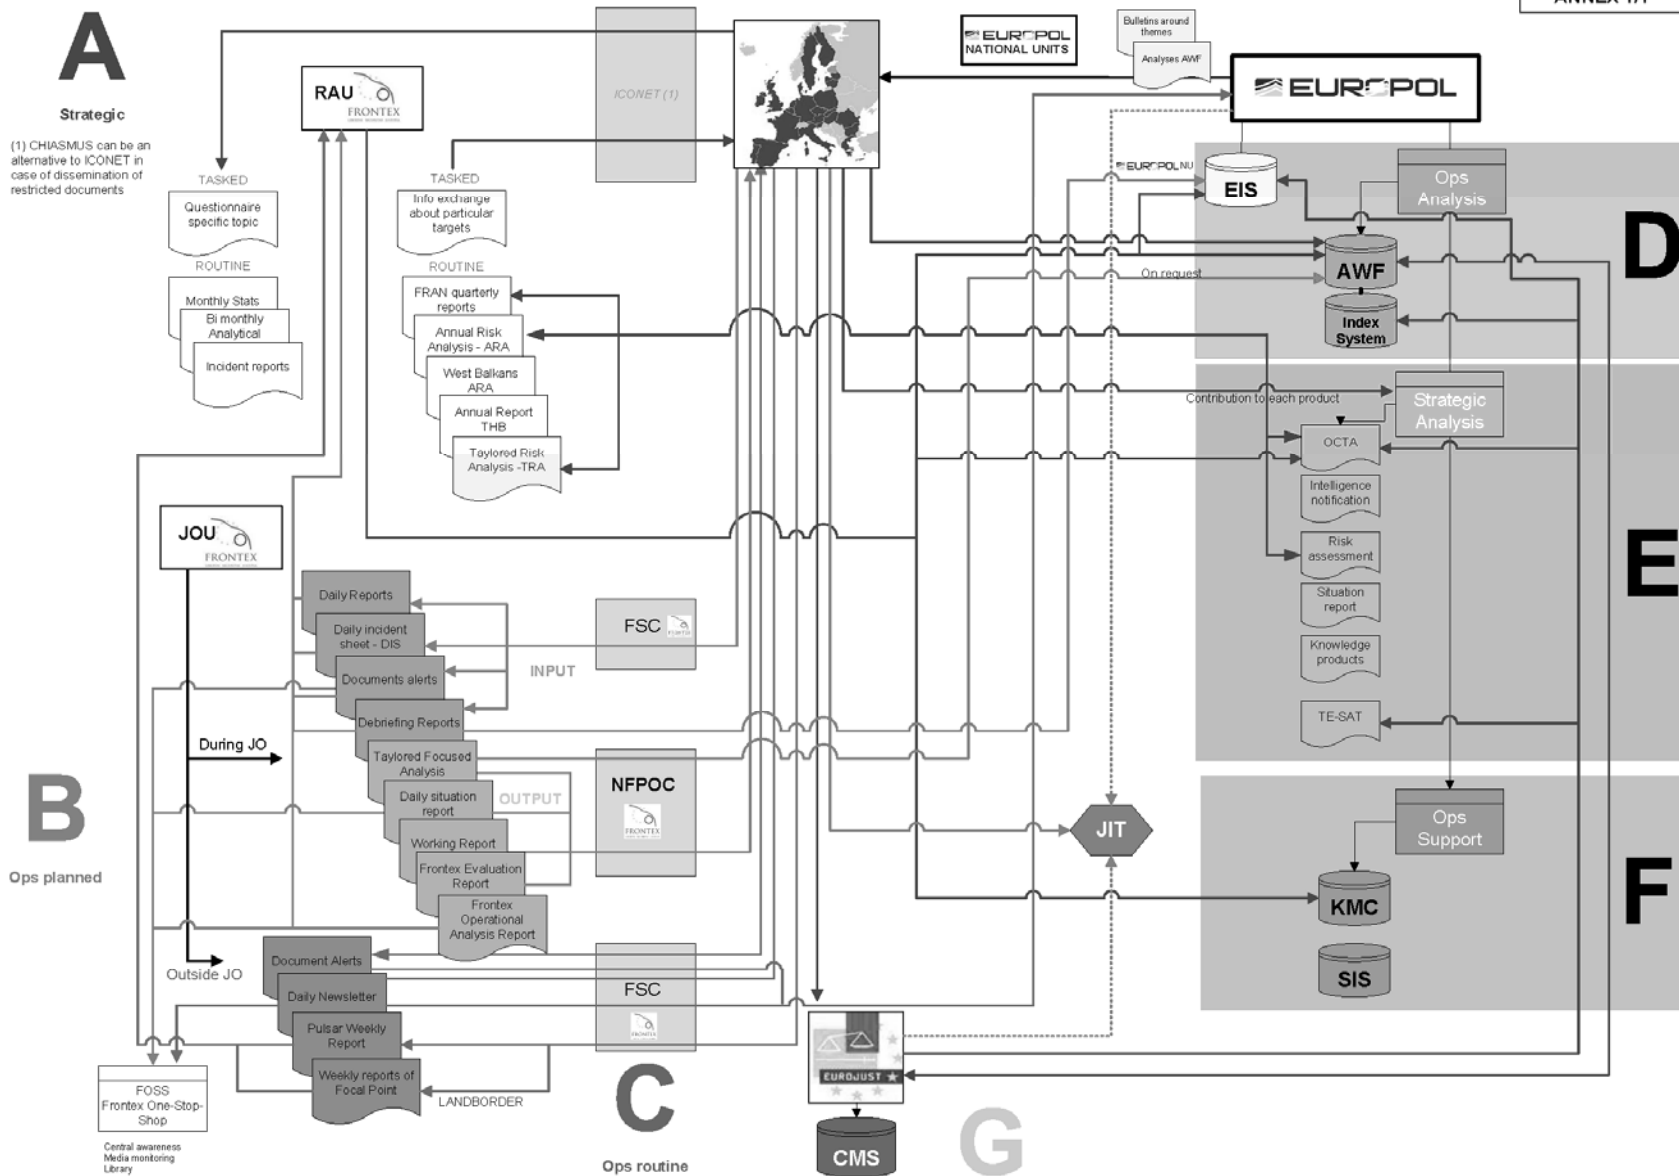 A
Strategic
(1) CHIASMUS can be an
alternative to ICONET in
case of dissemination of
restricted documents
RAU
FRONTEX
ICONET (1)
EUROPOL
NATIONAL UNITS
Bulletins around
themes
Analyses AWF
EUROPOL
TASKED
Questionnaire
specific topic
ROUTINE
Monthly Stats
Bi monthly
Analytical
Incident reports
TASKED
Info exchange
about particular
targets
ROUTINE
FRAN quarterly
reports
Annual Risk
Analysis - ARA
West Balkans
ARA
Annual Report
THB
Taylored Risk
Analysis -TRA
EUROPOL NU
EIS
Ops
Analysis
D
AWF
On request
Index
System
Contribution to each product
Strategic
Analysis
OCTA
Intelligence
notification
Risk
assessment
E
Situation
report
Knowledge
products
TE-SAT
JOU
FRONTEX
Daily Reports
Daily incident
sheet - DIS
Documents alerts
Debriefing Reports
INPUT
FSC
During JO
Taylored Focused
Analysis
Daily situation
report
OUTPUT
Working Report
Frontex Evaluation
Report
Frontex
Operational
Analysis Report
NFPOC
FRONTEX
B
Ops planned
JIT
Ops
Support
F
KMC
SIS
Outside JO
Document Alerts
Daily Newsletter
Pulsar Weekly
Report
Weekly reports of
Focal Point
LANDBORDER
FSC
FOSS
Frontex One-Stop-
Shop
Central awareness
Media monitoring
Library
C
Ops routine
EUROJUST
CMS
G